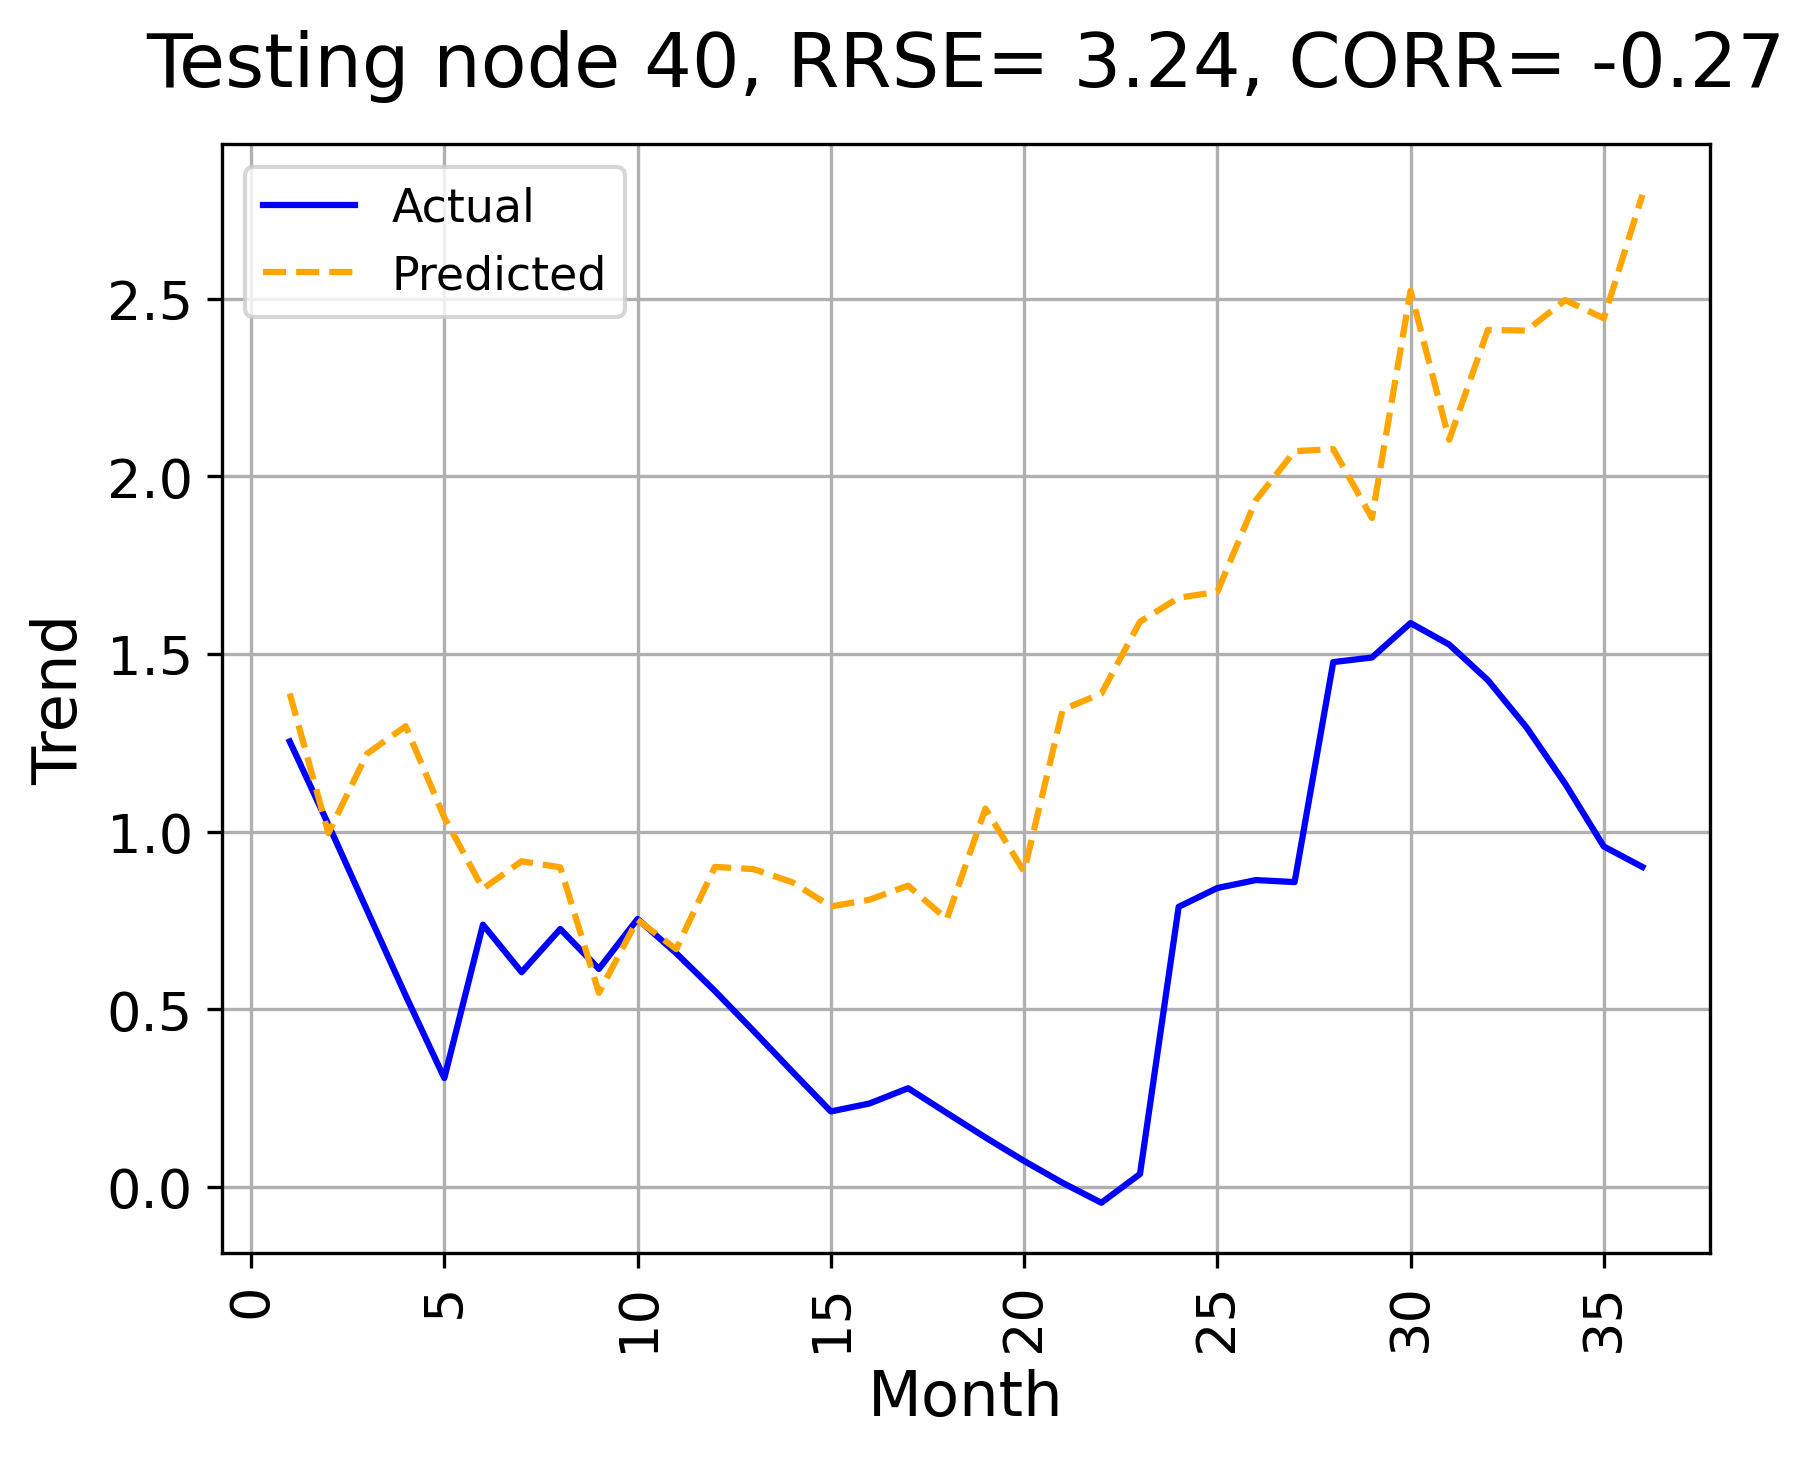 Testing node 40, RRSE= 3.24, CORR= -0.27
Actual
Predicted
Trend
2.5
2.0
1.5
1.0
0.5
0.0
0 5 10 15 20 25 30 35
Month